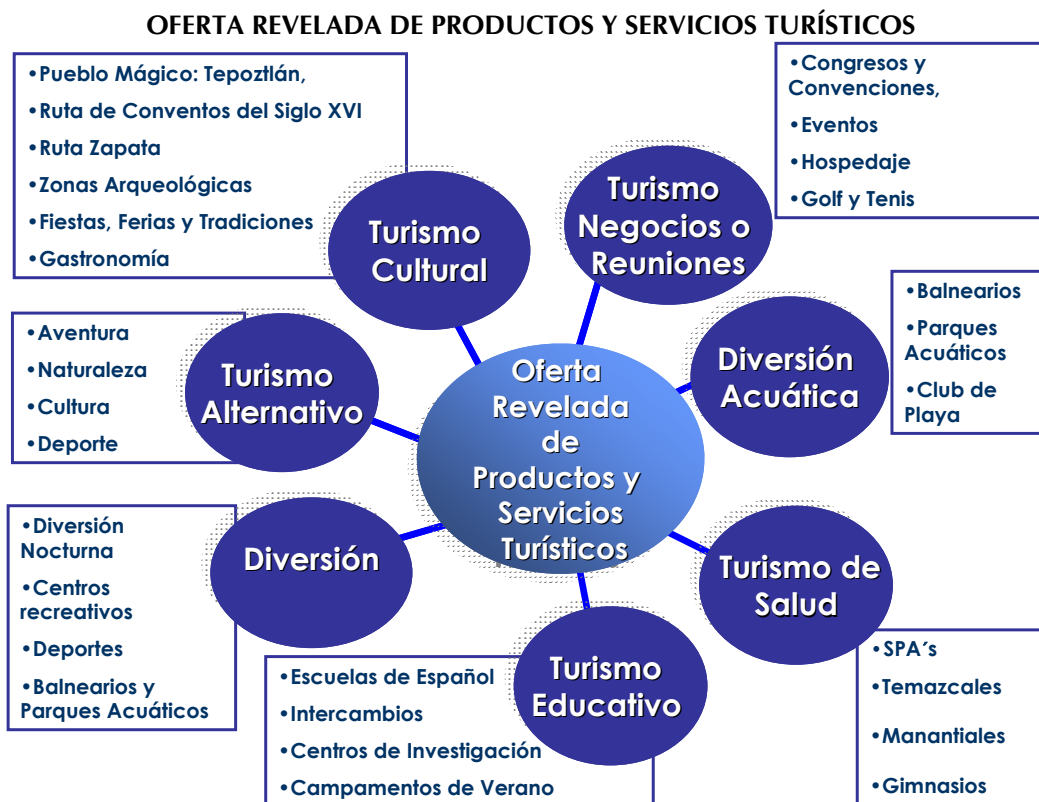 OFERTA REVELADA DE PRODUCTOS Y SERVICIOS TURÍSTICOS
•Pueblo Mágico: Tepoztlán,
•Ruta de Conventos del Siglo XVI
•Ruta Zapata
•Zonas Arqueológicas
•Fiestas, Ferias y Tradiciones
•Gastronomía
Turismo
Cultural
Turismo
Negocios o
Reuniones
•Congresos y
Convenciones,
•Eventos
•Hospedaje
•Golf y Tenis
•Aventura
•Naturaleza
•Cultura
•Deporte
Turismo
Alternativo
Oferta
Revelada
de
Productos y
Servicios
Turísticos
Diversión
Acuática
•Balnearios
•Parques
Acuáticos
•Club de
Playa
•Diversión
Nocturna
•Centros
recreativos
•Deportes
•Balnearios y
Parques Acuáticos
Diversión
•Escuelas de Español
•Intercambios
•Centros de Investigación
•Campamentos de Verano
Turismo
Educativo
Turismo de
Salud
•SPA´s
•Temazcales
•Manantiales
•Gimnasios